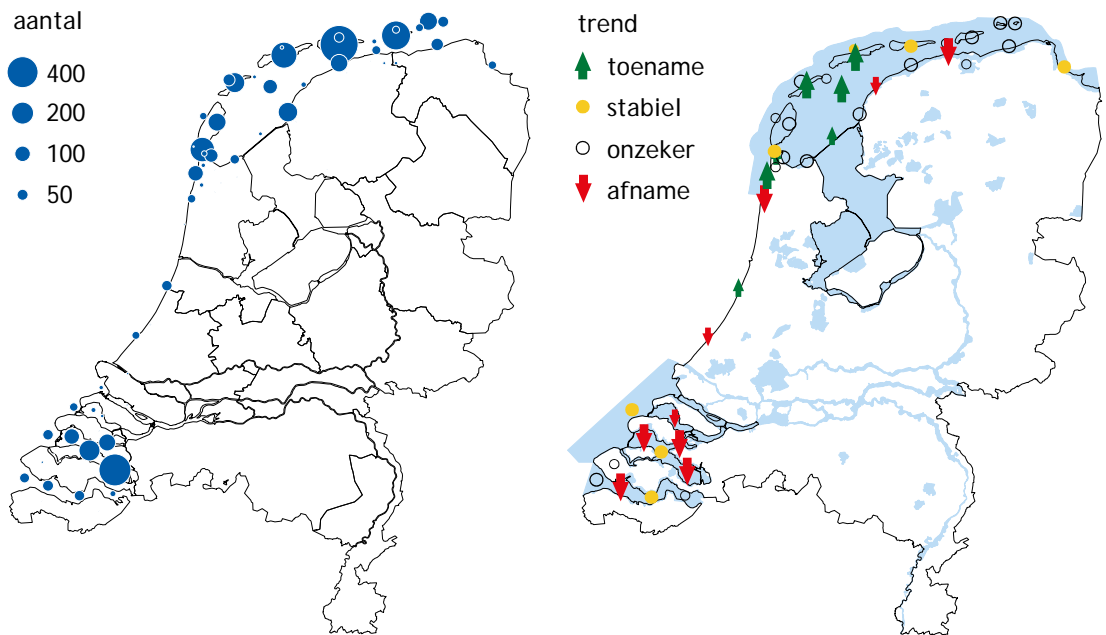 aantal
400
200
100
50
trend
toename
stabiel
onzeker
afname